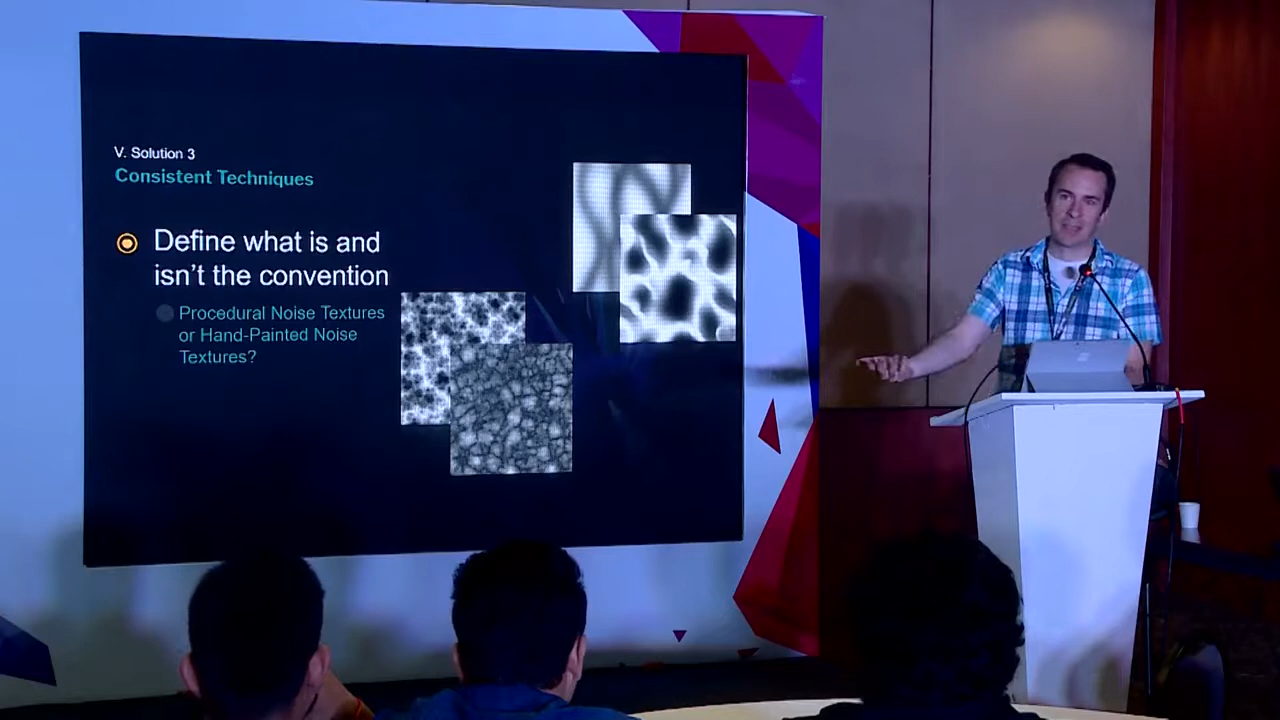 V. Solution 3
Consistent Techniques
Define what is and
isn't the convention
Procedural Noise Textures
or Hand-Painted Noise
Textures?